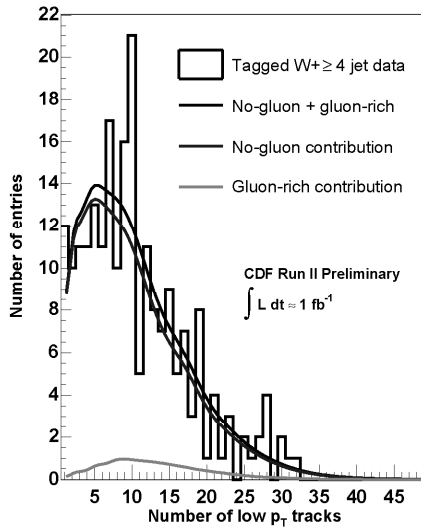 22
20
18
16
14
12
10
8
6
4
2
0
Number of entries
Tagged W+≥ 4 jet data
No-gluon + gluon-rich
No-gluon contribution
Gluon-rich contribution
CDF Run II Preliminary
∫ L dt ≈ 1 fb⁻¹
5 10 15 20 25 30 35 40 45
Number of low p_T tracks